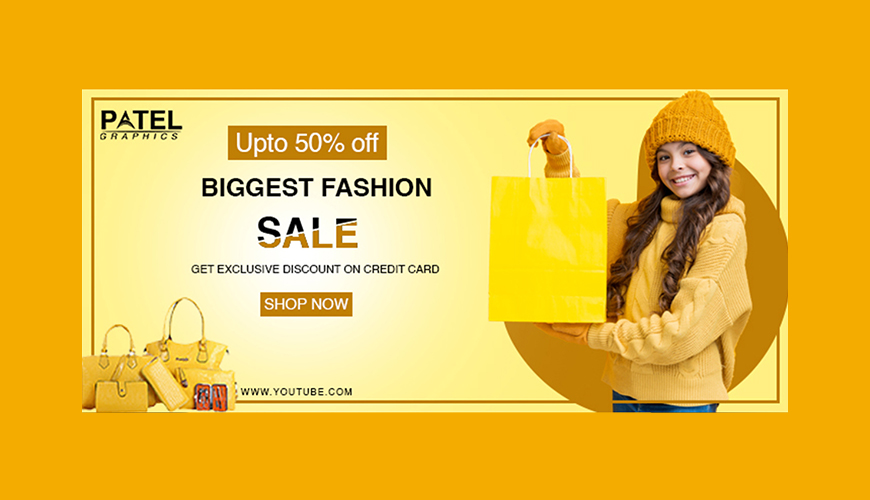 PATEL
GRAPHICS
Upto 50% off
BIGGEST FASHION
SALE
GET EXCLUSIVE DISCOUNT ON CREDIT CARD
SHOP NOW
WWW.YOUTUBE.COM